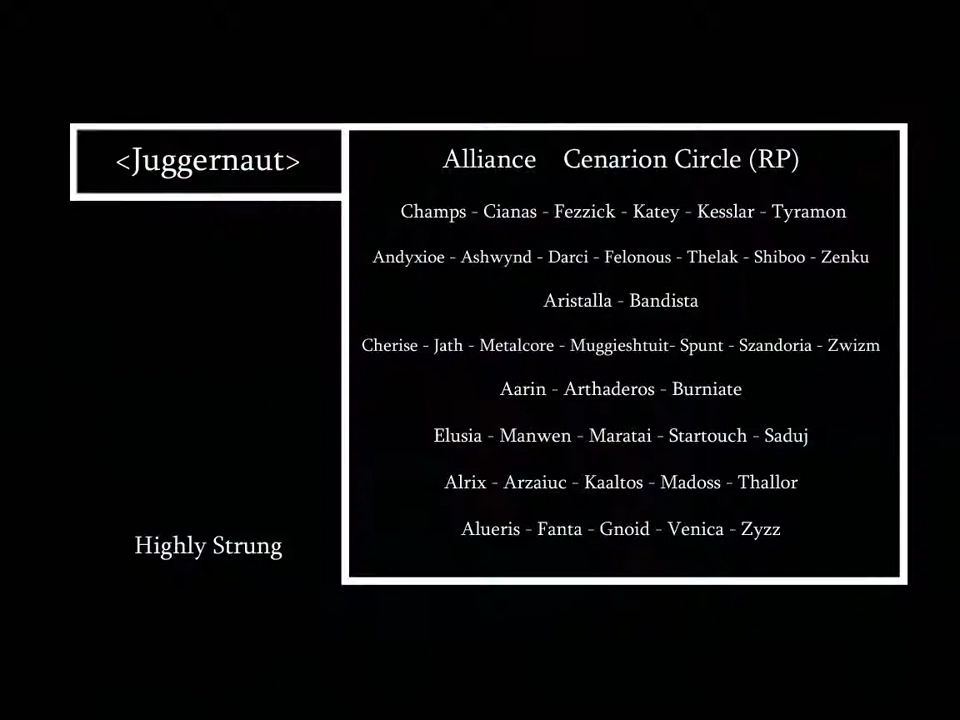 <Juggernaut>
Alliance Cenarion Circle (RP)
Champs - Cianas - Fezzick - Katey - Kesslar - Tyramon
Andyxioe - Ashwynd - Darci - Felonous - Thelak - Shiboo - Zenku
Aristalla - Bandista
Cherise - Jath - Metalcore - Muggieshtuit- Spunt - Szandoria - Zwizm
Aarin - Arthaderos - Burniate
Elusia - Manwen - Maratai - Startouch - Saduj
Alrix - Arzaiuc - Kaaltos - Madoss - Thallor
Alueris - Fanta - Gnoid - Venica - Zyzz
Highly Strung